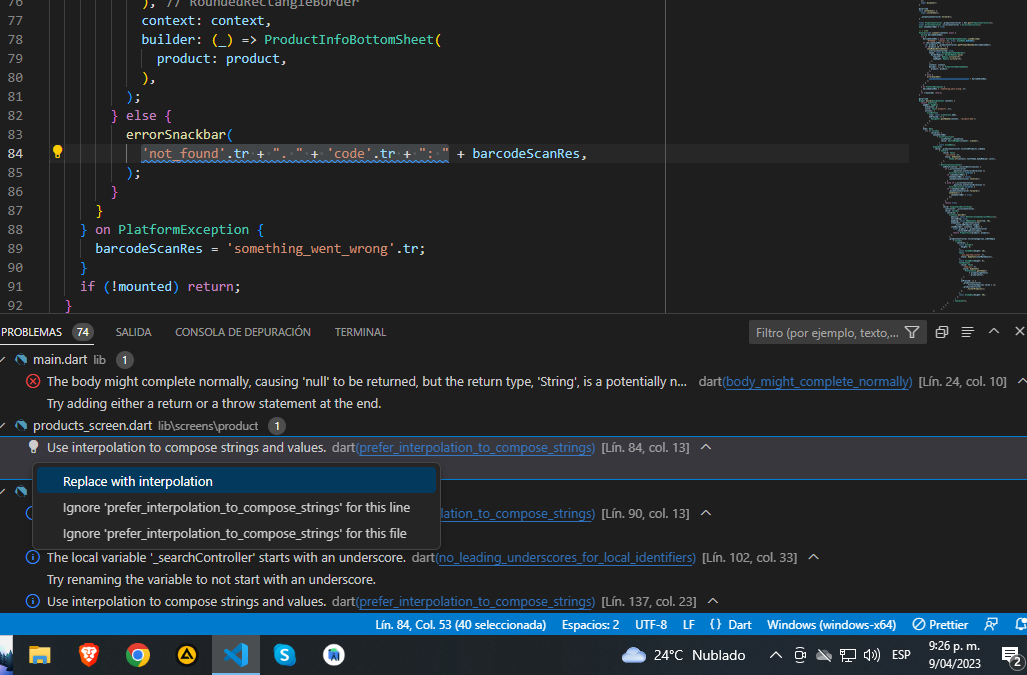 76 ), // RoundedRectangleBorder
77 context: context,
78 builder: (_) => ProductInfoBottomSheet(
79 product: product,
80 ),
81 );
82 } else {
83 errorSnackbar(
84 'not_found'.tr + ". " + 'code'.tr + ": " + barcodeScanRes,
85 );
86 }
87 }
88 } on PlatformException {
89 barcodeScanRes = 'something_went_wrong'.tr;
90 }
91 if (!mounted) return;
92 }
PROBLEMAS 74 SALIDA CONSOLA DE DEPURACIÓN TERMINAL Filtro (por ejemplo, texto,...
main.dart lib 1
The body might complete normally, causing 'null' to be returned, but the return type, 'String', is a potentially n... dart(body_might_complete_normally) [Lín. 24, col. 10]
Try adding either a return or a throw statement at the end.
products_screen.dart lib\screens\product 1
Use interpolation to compose strings and values. dart(prefer_interpolation_to_compose_strings) [Lín. 84, col. 13]
Replace with interpolation
Ignore 'prefer_interpolation_to_compose_strings' for this line
lation_to_compose_strings) [Lín. 90, col. 13]
Ignore 'prefer_interpolation_to_compose_strings' for this file
The local variable '_searchController' starts with an underscore. dart(no_leading_underscores_for_local_identifiers) [Lín. 102, col. 33]
Try renaming the variable to not start with an underscore.
Use interpolation to compose strings and values. dart(prefer_interpolation_to_compose_strings) [Lín. 137, col. 23]
Lín. 84, Col. 53 (40 seleccionada) Espacios: 2 UTF-8 LF {} Dart Windows (windows-x64) Prettier
24°C Nublado ESP 9:26 p. m.
9/04/2023 2